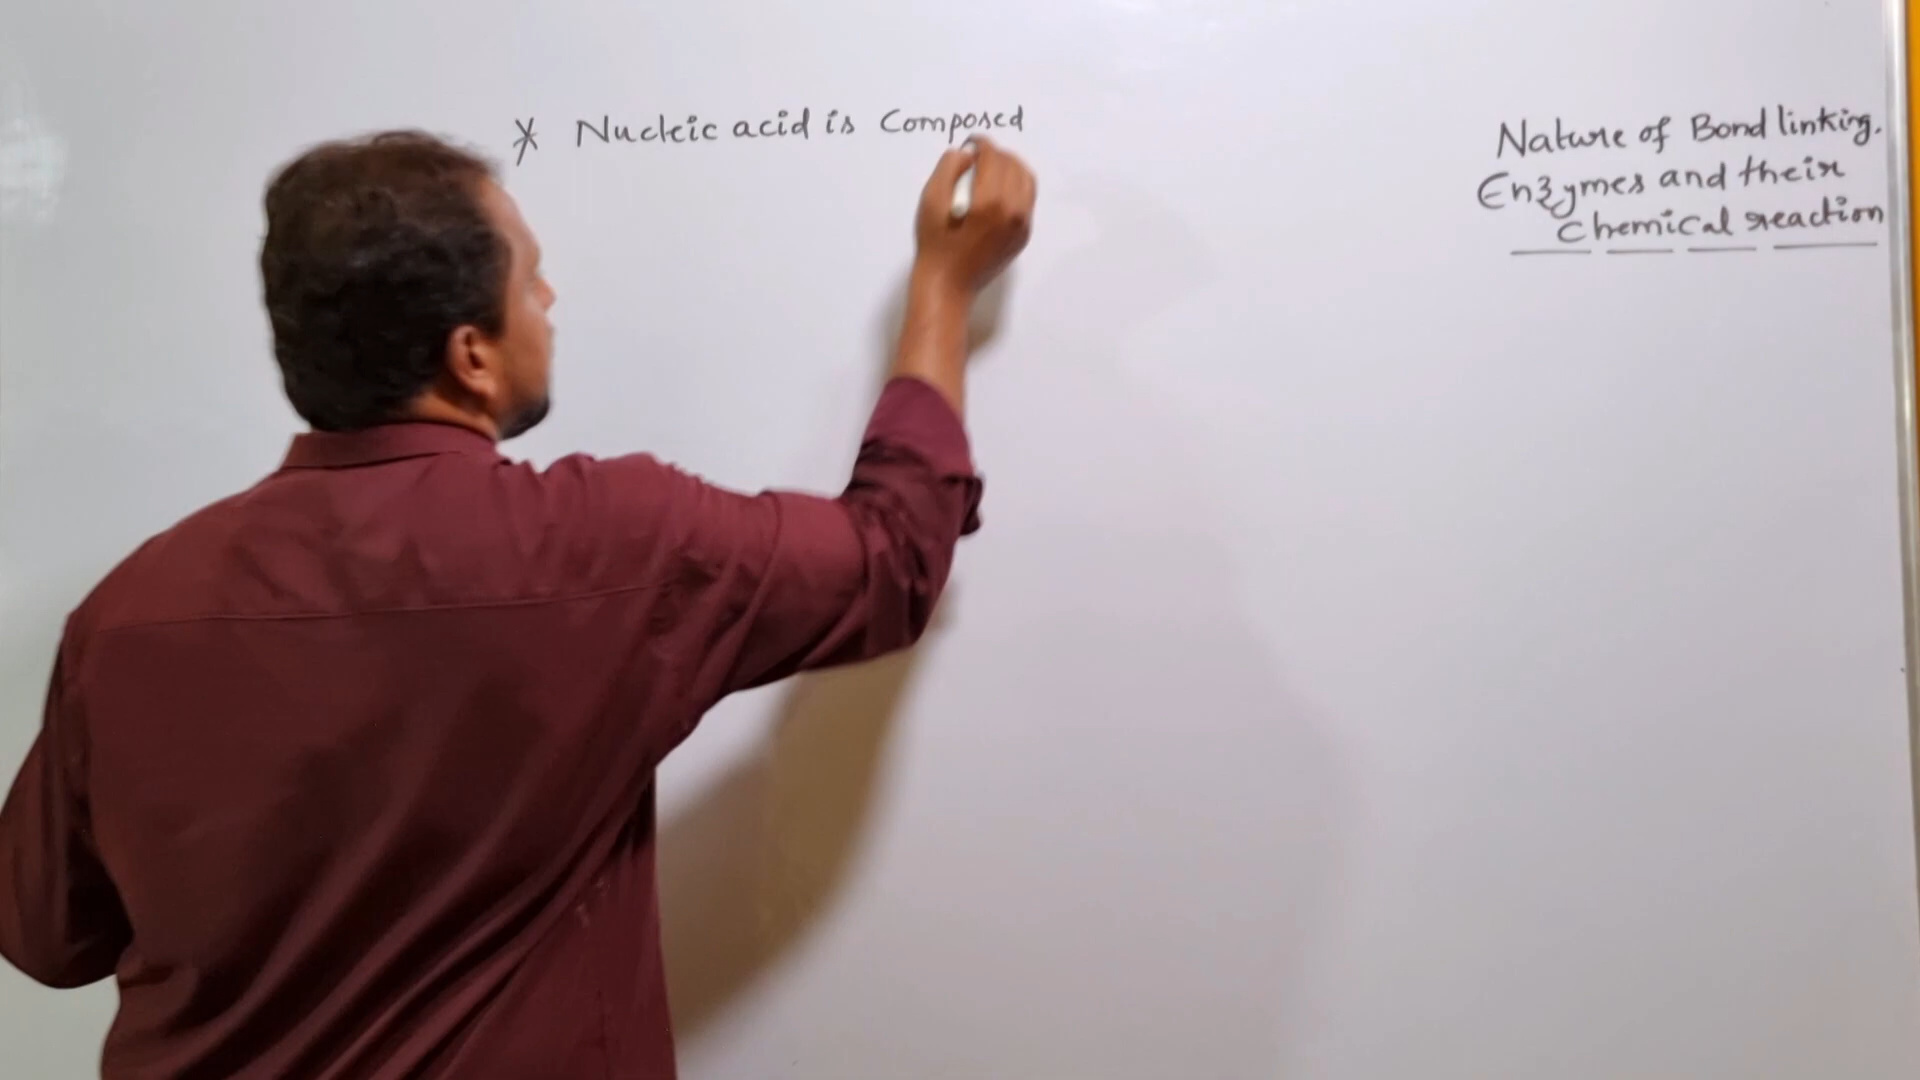 * Nucleic acid is Composed
Nature of Bond linking.
Enzymes and their
Chemical reaction